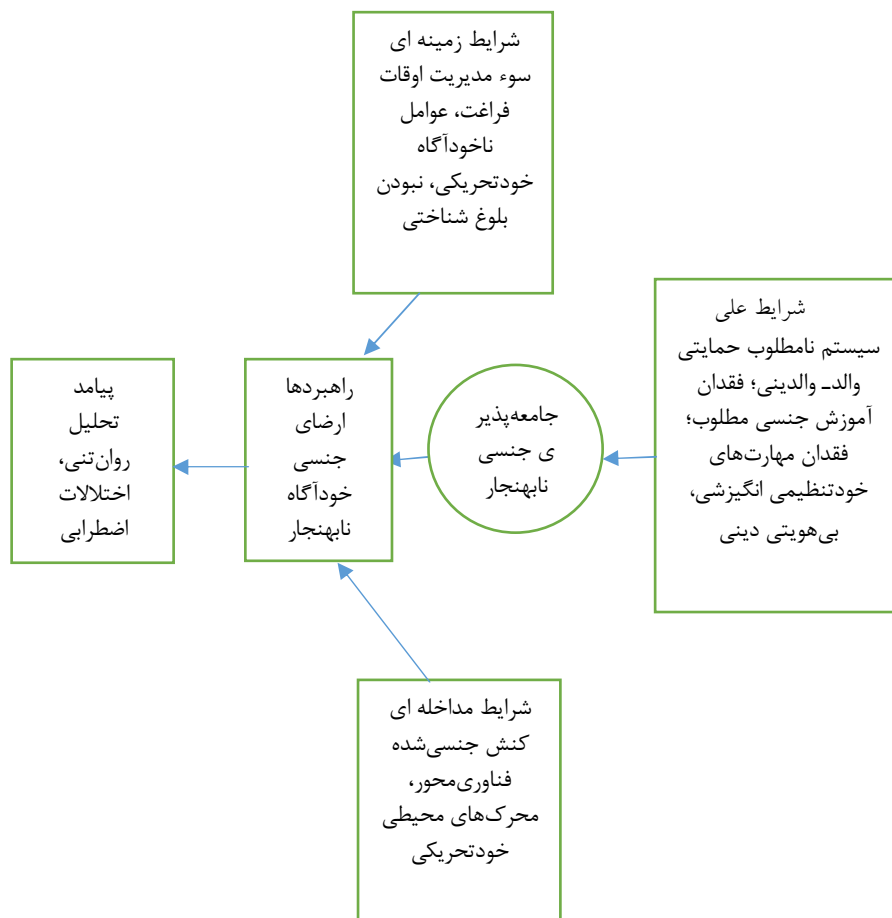 شرایط زمینه ای
سوء مدیریت اوقات
فراغت، عوامل
ناخودآگاه
خودتحریکی، نبودن
بلوغ شناختی
شرایط علی
سیستم نامطلوب حمایتی
والدـ والدینی؛ فقدان
آموزش جنسی مطلوب؛
فقدان مهارت‌های
خودتنظیمی انگیزشی،
بی‌هویتی دینی
جامعه‌پذیر
ی جنسی
نابهنجار
راهبردها
ارضای
جنسی
خودآگاه
نابهنجار
پیامد
تحلیل
روان‌تنی،
اختلالات
اضطرابی
شرایط مداخله ای
کنش جنسی‌شده
فناوری‌محور،
محرک‌های محیطی
خودتحریکی